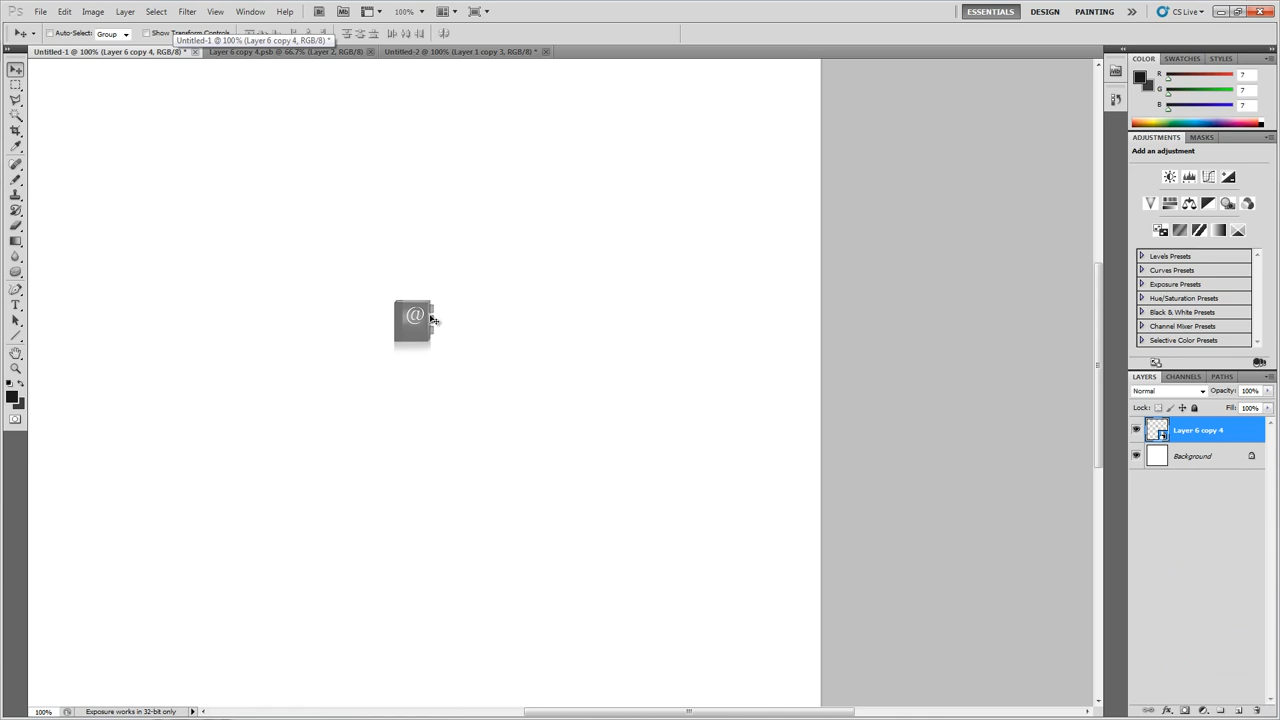 Ps File Edit Image Layer Select Filter View Window Help Mb 100% ESSENTIALS DESIGN PAINTING CS Live
Auto-Select: Group Show Transform Controls
Untitled-1 @ 100% (Layer 6 copy 4, RGB/8) *
Untitled-1 @ 100% (Layer 6 copy 4, RGB/8) * Layer 6 copy 4.psb @ 66.7% (Layer 2, RGB/8) Untitled-2 @ 100% (Layer 1 copy 3, RGB/8) *
COLOR SWATCHES STYLES
Mb
R 7
G 7
B 7
ADJUSTMENTS MASKS
Add an adjustment
Levels Presets
Curves Presets
Exposure Presets
Hue/Saturation Presets
Black & White Presets
Channel Mixer Presets
Selective Color Presets
@
LAYERS CHANNELS PATHS
Normal Opacity: 100%
Lock: Fill: 100%
Layer 6 copy 4
Background
100% Exposure works in 32-bit only